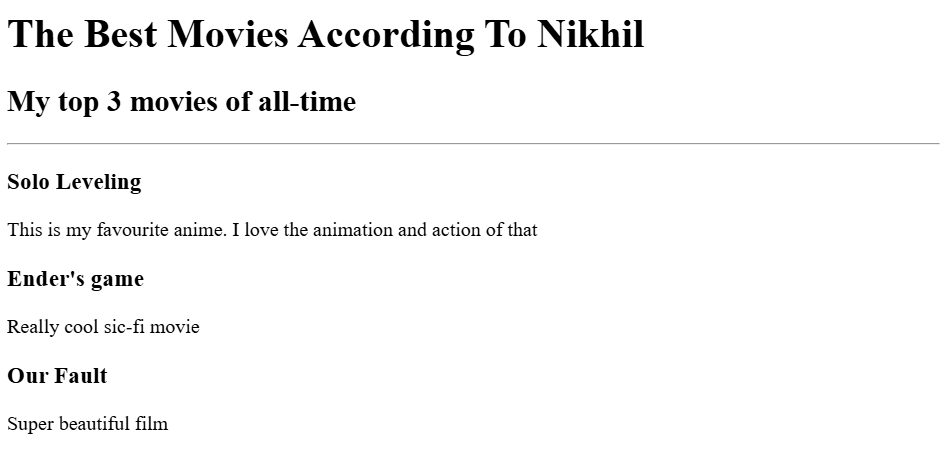 The Best Movies According To Nikhil
My top 3 movies of all-time
Solo Leveling
This is my favourite anime. I love the animation and action of that
Ender's game
Really cool sic-fi movie
Our Fault
Super beautiful film